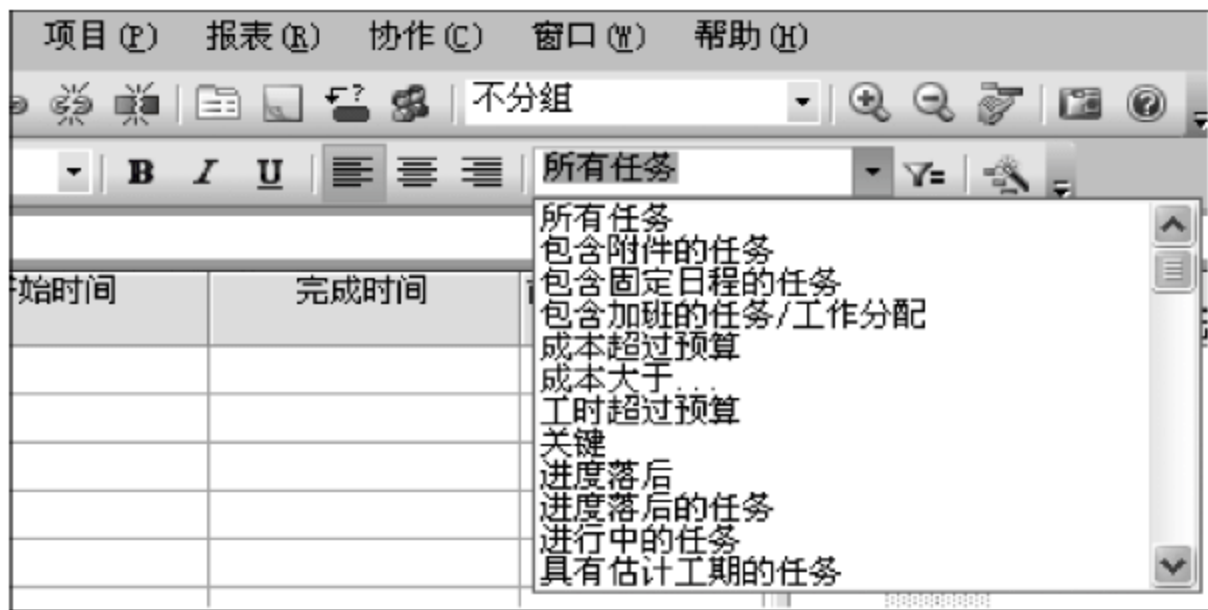 项目(P) 报表(R) 协作(C) 窗口(W) 帮助(H)
不分组
B I U 所有任务
所有任务
包含附件的任务
包含固定日程的任务
包含加班的任务/工作分配
成本超过预算
成本大于...
工时超过预算
关键
进度落后
进度落后的任务
进行中的任务
具有估计工期的任务
始时间 完成时间